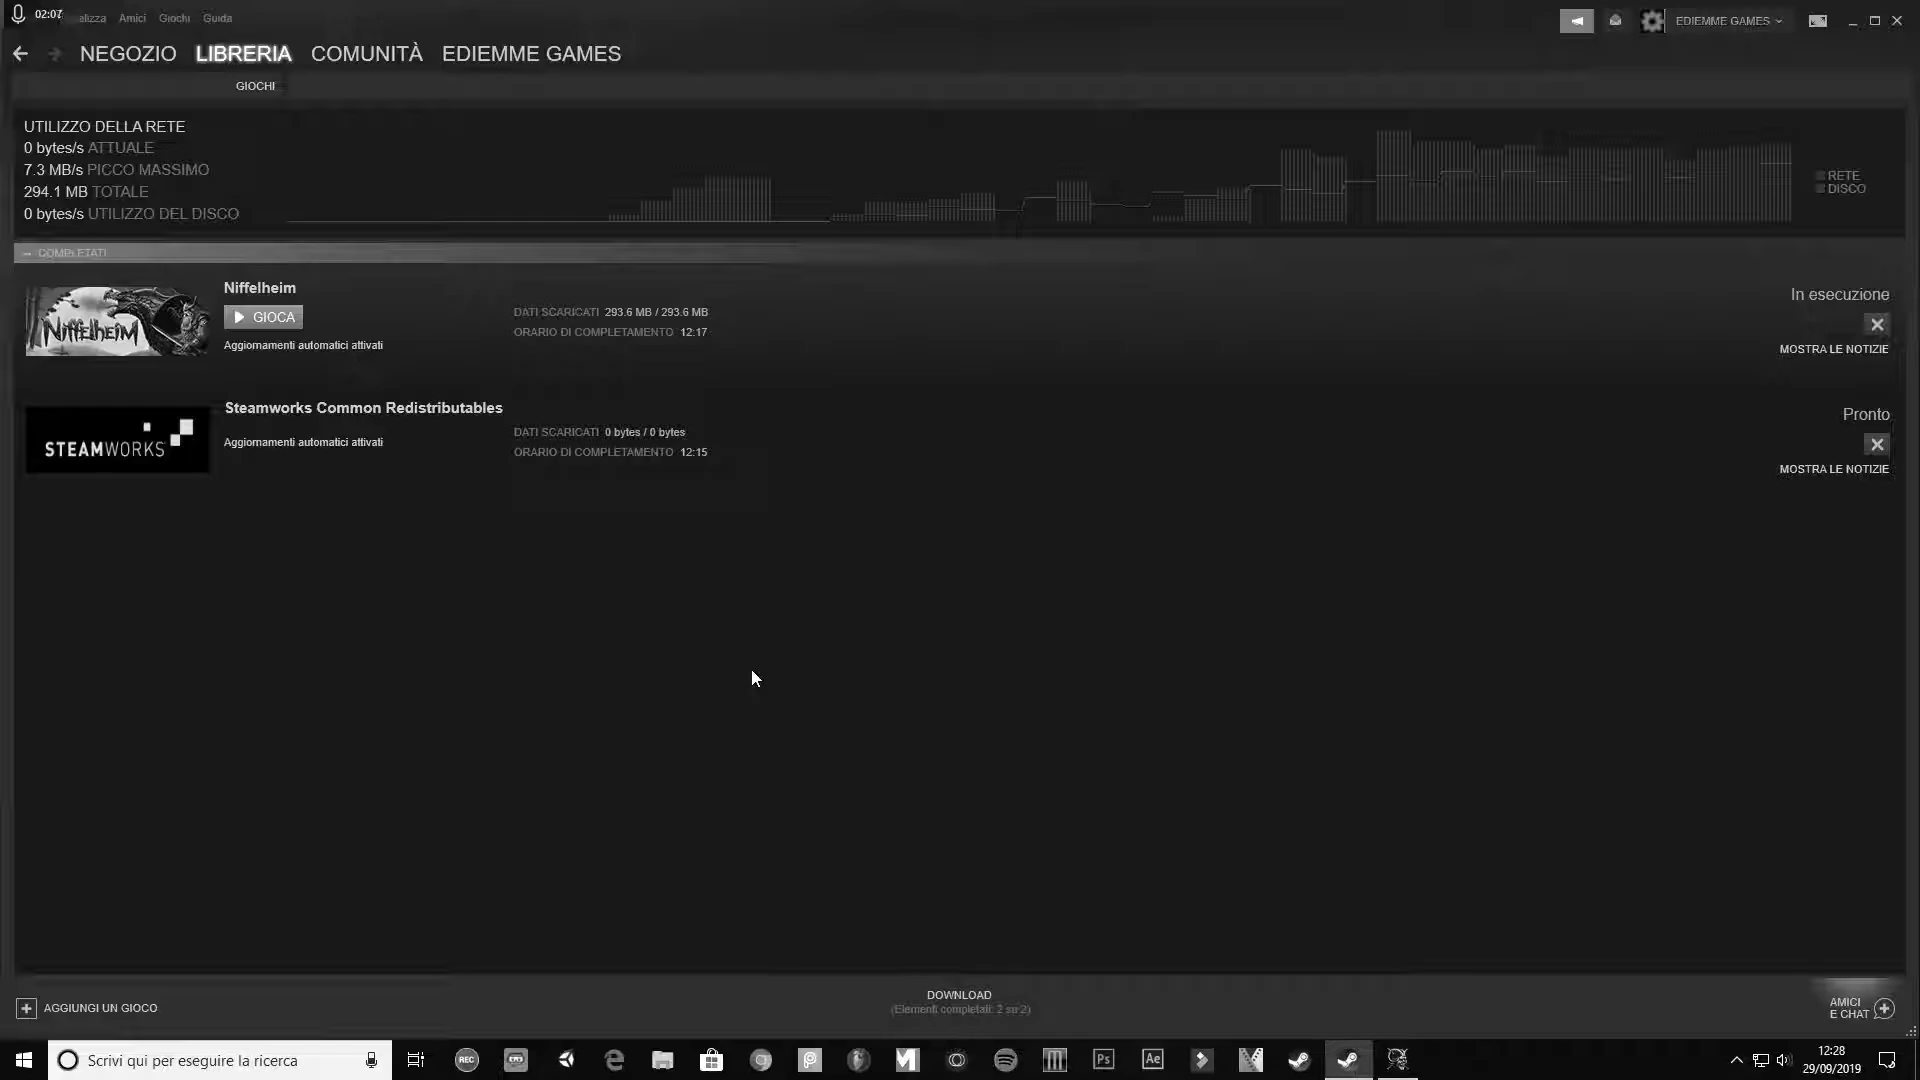 02:07 alizza Amici Giochi Guida
EDIEMME GAMES
NEGOZIO LIBRERIA COMUNITÀ EDIEMME GAMES
GIOCHI
UTILIZZO DELLA RETE
0 bytes/s ATTUALE
7.3 MB/s PICCO MASSIMO
294.1 MB TOTALE
0 bytes/s UTILIZZO DEL DISCO
RETE
DISCO
COMPLETATI
Niffelheim
Niffelheim
GIOCA
Aggiornamenti automatici attivati
DATI SCARICATI 293.6 MB / 293.6 MB
ORARIO DI COMPLETAMENTO 12:17
In esecuzione
MOSTRA LE NOTIZIE
STEAMWORKS
Steamworks Common Redistributables
Aggiornamenti automatici attivati
DATI SCARICATI 0 bytes / 0 bytes
ORARIO DI COMPLETAMENTO 12:15
Pronto
MOSTRA LE NOTIZIE
AGGIUNGI UN GIOCO
DOWNLOAD
(Elementi completati: 2 su 2)
AMICI
E CHAT
Scrivi qui per eseguire la ricerca
REC
Ps
Ae
12:28
29/09/2019